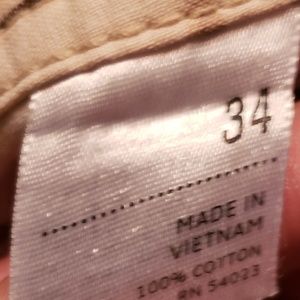 34
MADE IN
VIETNAM
100% COTTON
RN 54023